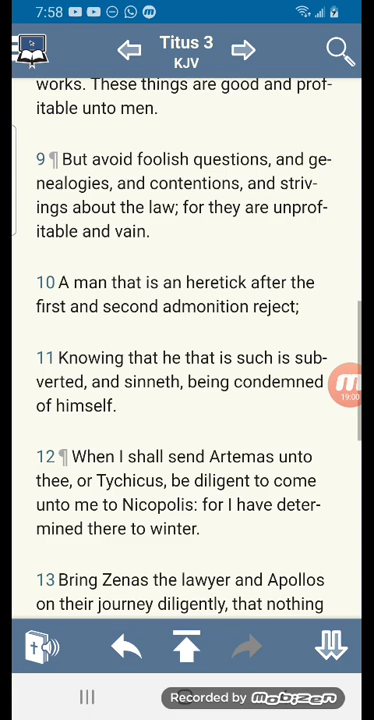 7:58
Titus 3
KJV
works. These things are good and prof-
itable unto men.
9 ¶ But avoid foolish questions, and ge-
nealogies, and contentions, and striv-
ings about the law; for they are unprof-
itable and vain.
10 A man that is an heretick after the
first and second admonition reject;
11 Knowing that he that is such is sub-
verted, and sinneth, being condemned
of himself.
19:00
12 ¶ When I shall send Artemas unto
thee, or Tychicus, be diligent to come
unto me to Nicopolis: for I have deter-
mined there to winter.
13 Bring Zenas the lawyer and Apollos
on their journey diligently, that nothing
Recorded by mobizen